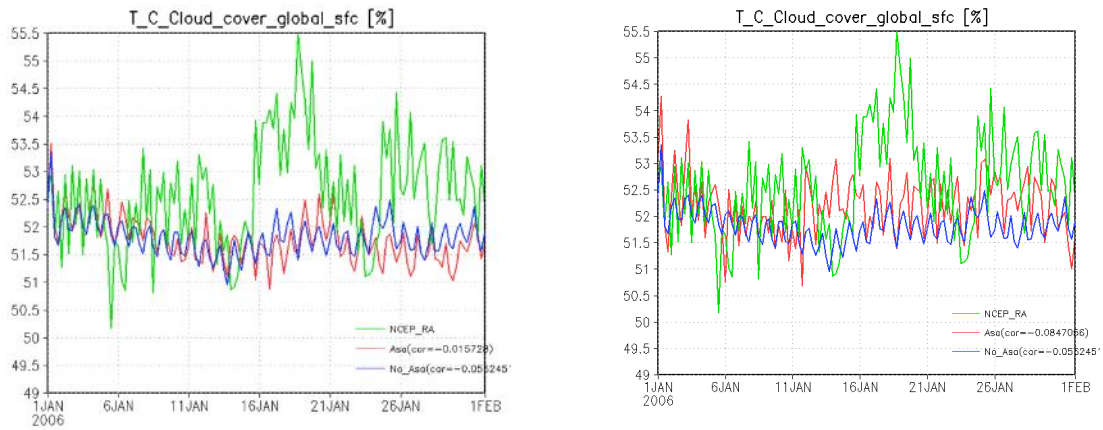 T_C_Cloud_cover_global_sfc [%]
55.5
55
54.5
54
53.5
53
52.5
52
51.5
51
50.5
50
49.5
49
NCEP_RA
Asa(cor=-0.015728)
No_Asa(cor=-0.056245
1JAN
2006
6JAN
11JAN
16JAN
21JAN
26JAN
1FEB
T_C_Cloud_cover_global_sfc [%]
55.5
55
54.5
54
53.5
53
52.5
52
51.5
51
50.5
50
49.5
49
NCEP_RA
Asa(cor=-0.0847066)
No_Asa(cor=-0.056245
1JAN
2006
6JAN
11JAN
16JAN
21JAN
26JAN
1FEB